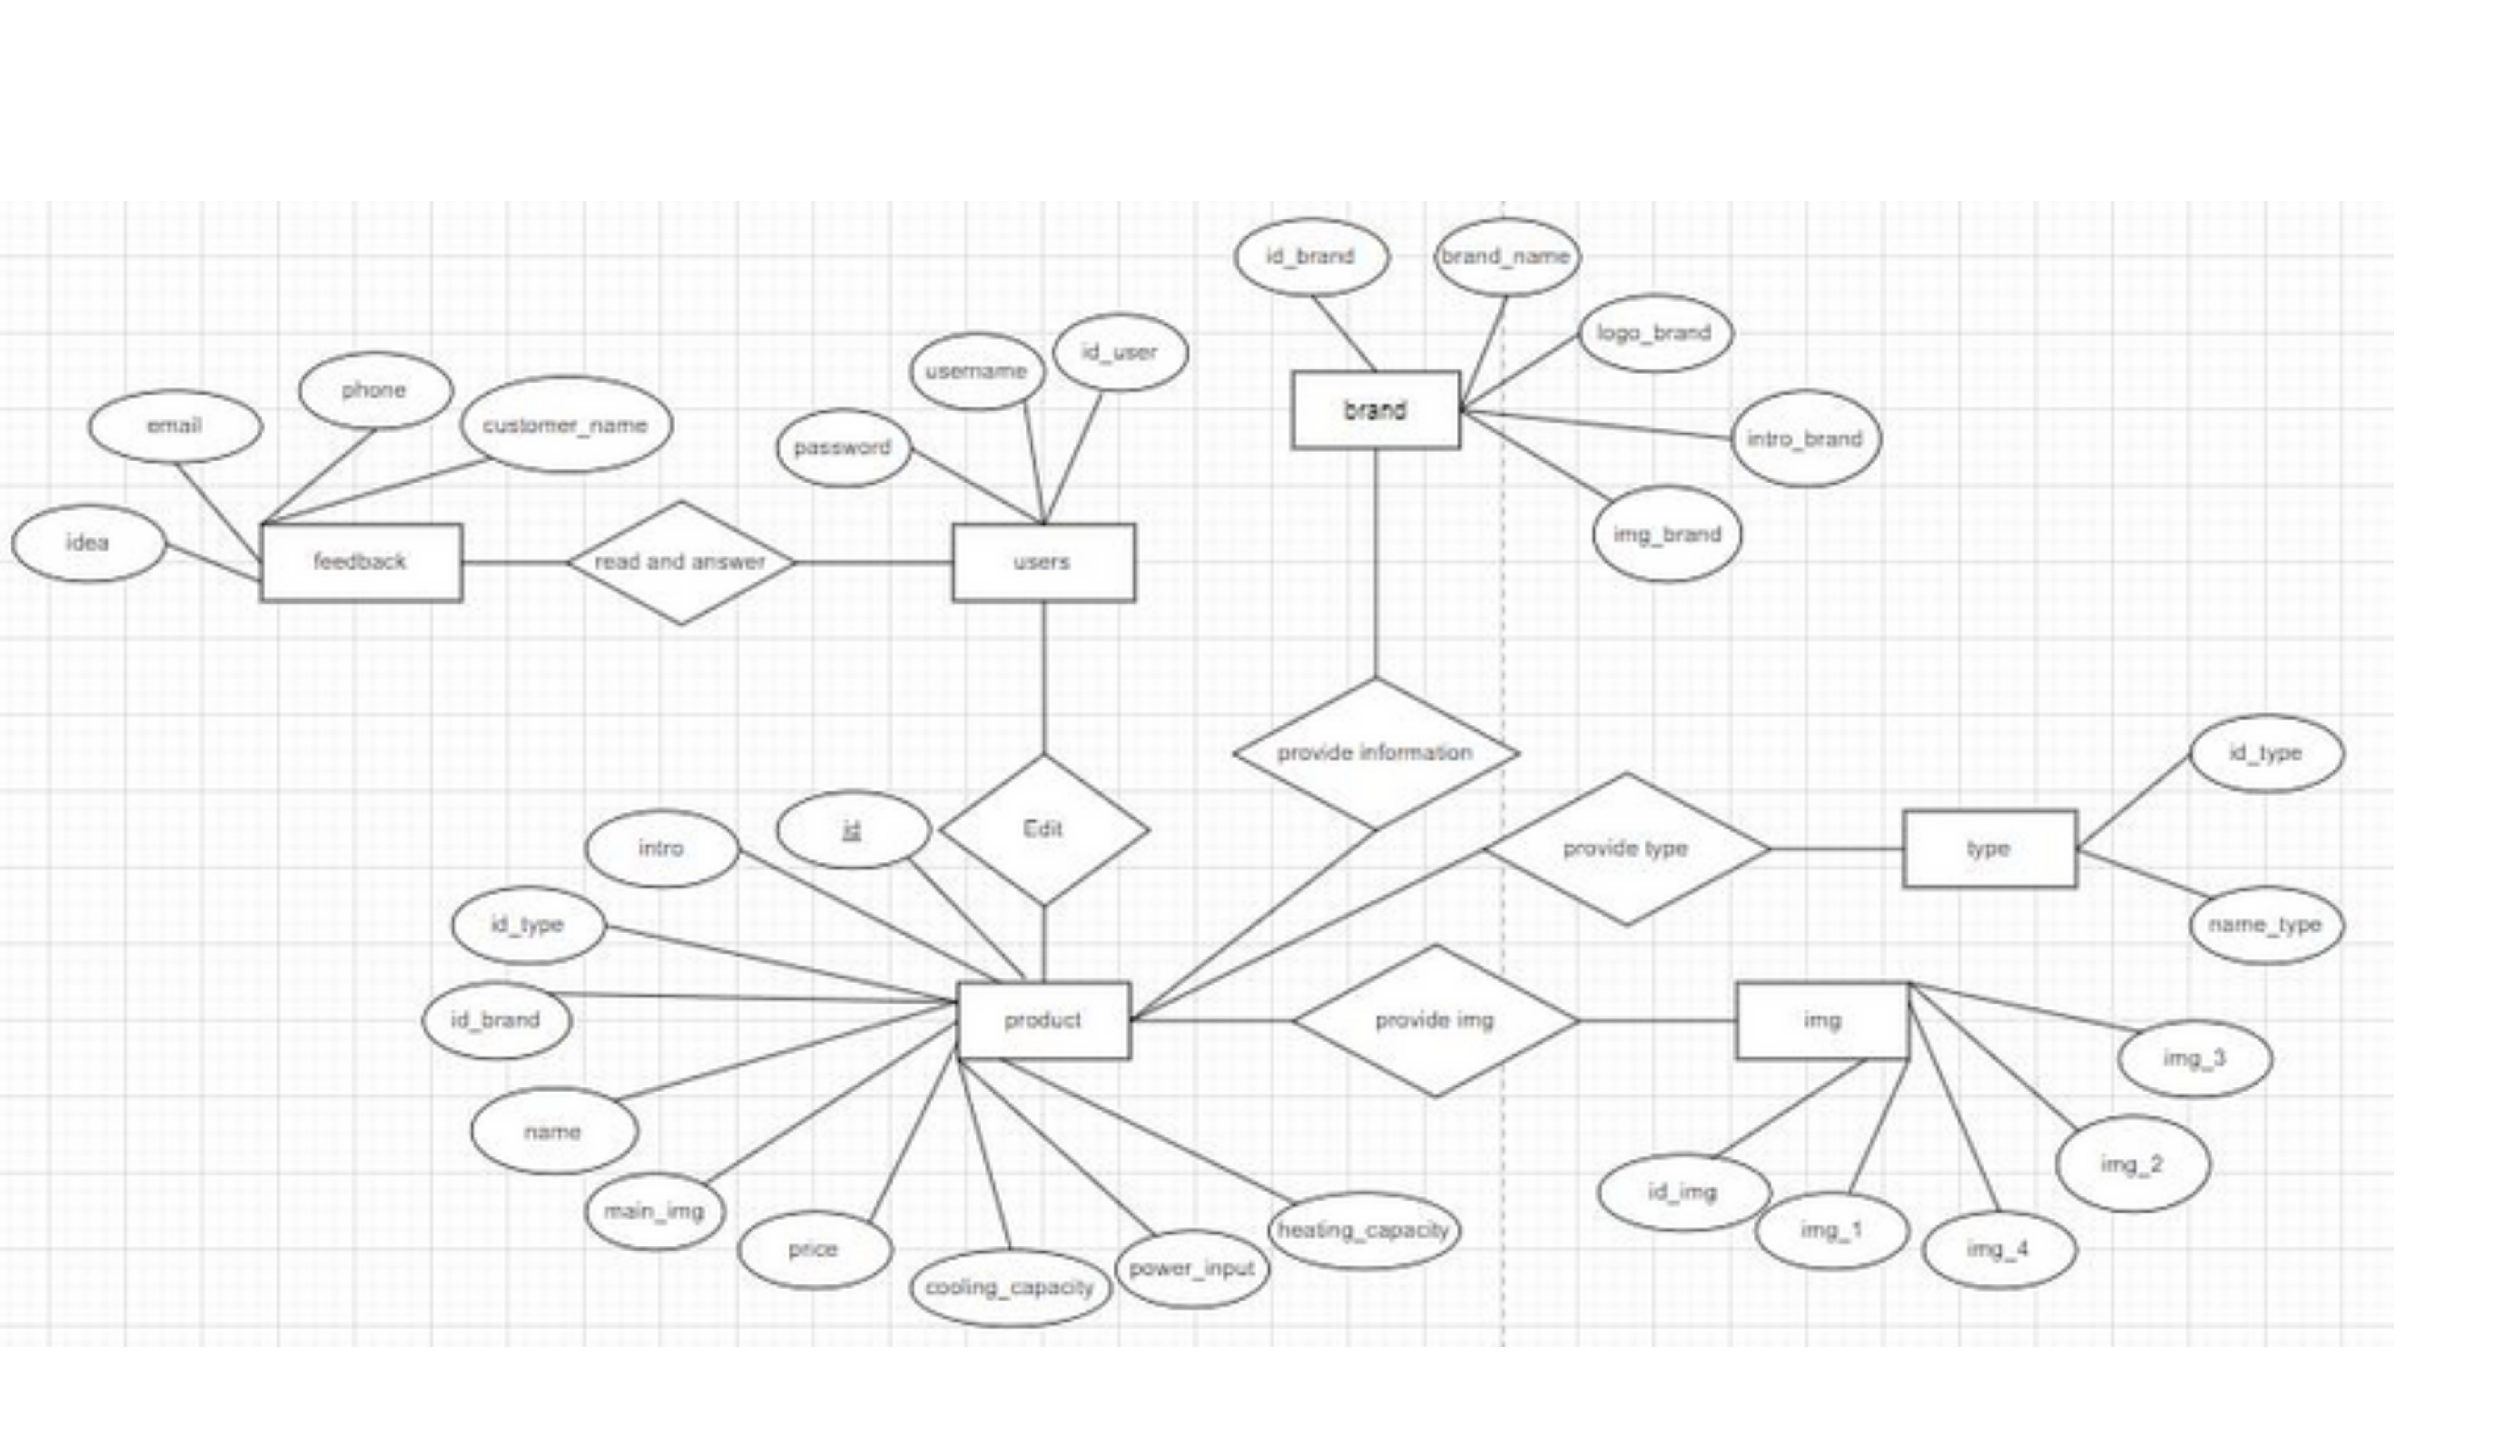 id_brand
brand_name
logo_brand
id_user
username
phone
email
customer_name
password
brand
intro_brand
idea
feedback
read and answer
users
img_brand
provide information
id_type
intro
id
Edit
provide type
type
id_type
name_type
id_brand
product
provide img
img
img_3
name
img_2
main_img
id_img
price
heating_capacity
img_1
img_4
cooling_capacity
power_input